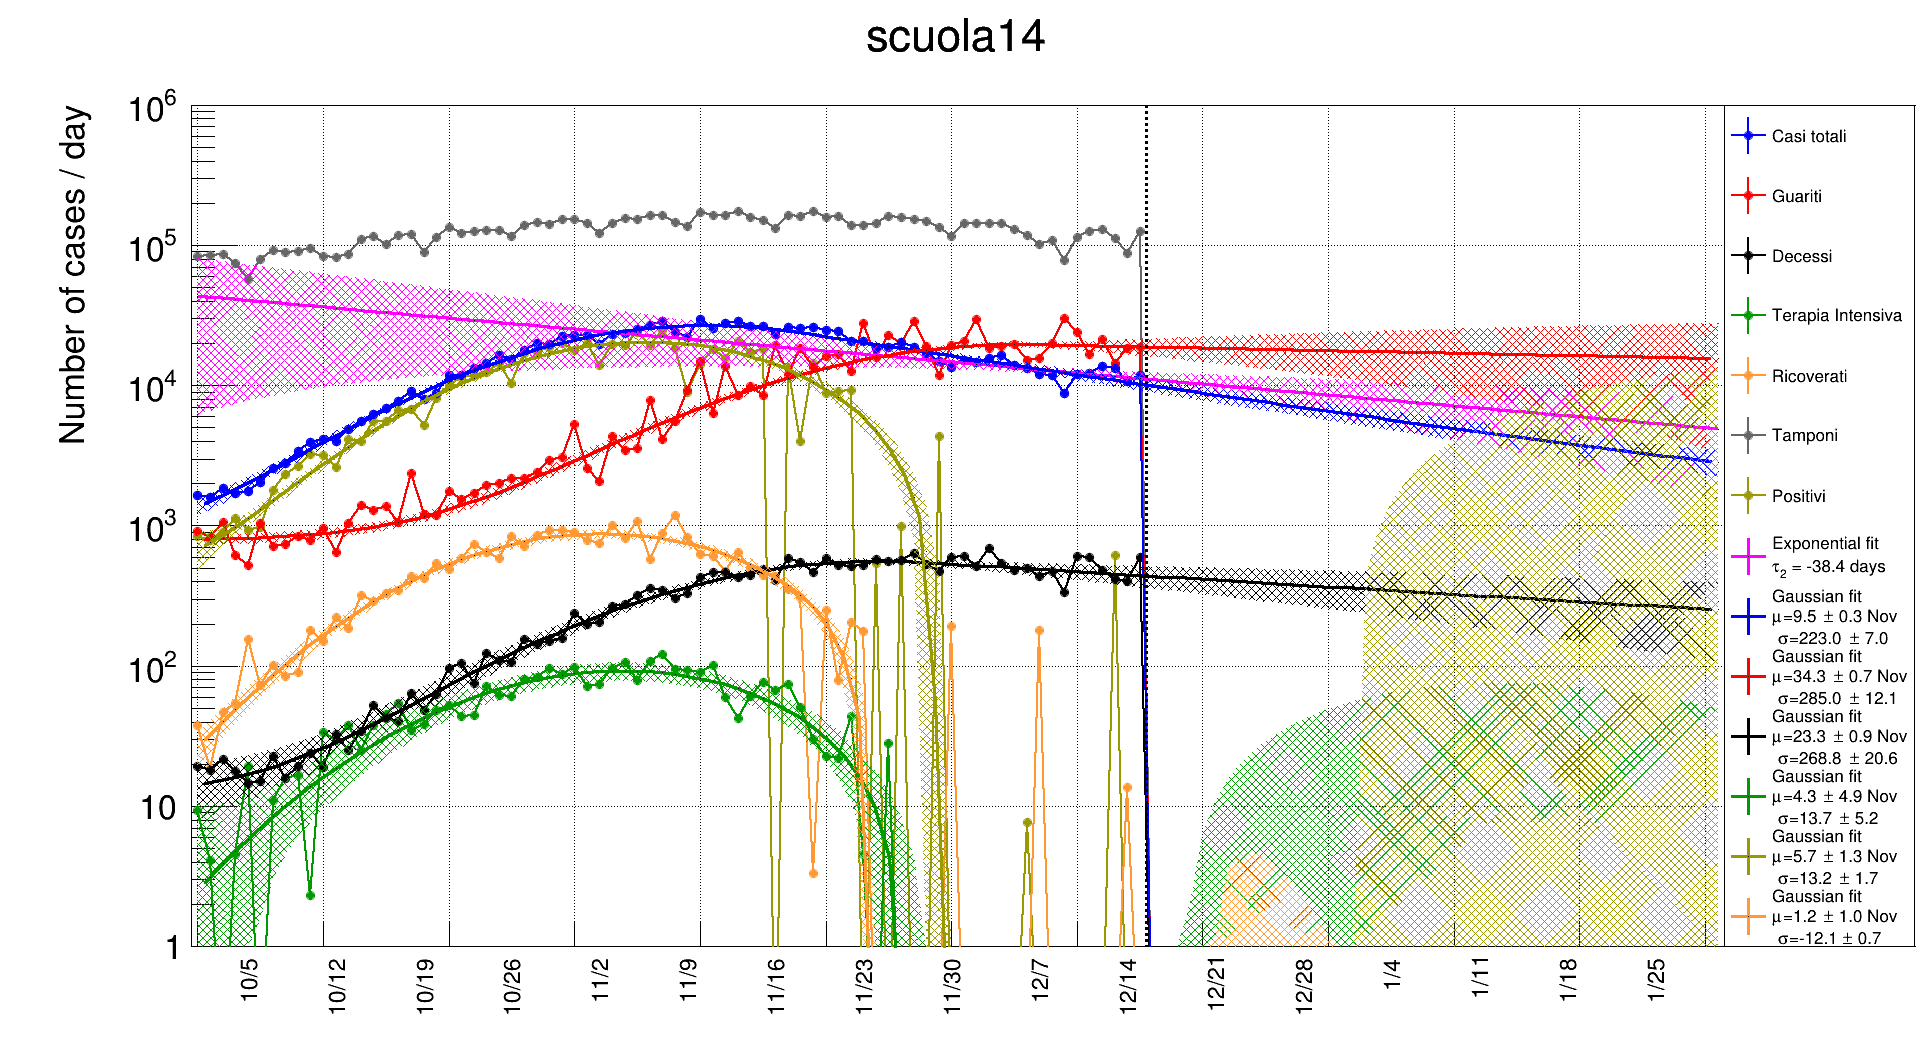 scuola14
Number of cases / day
10^6
10^5
10^4
10^3
10^2
10
1
10/5
10/12
10/19
10/26
11/2
11/9
11/16
11/23
11/30
12/7
12/14
12/21
12/28
1/4
1/11
1/18
1/25
Casi totali
Guariti
Decessi
Terapia Intensiva
Ricoverati
Tamponi
Positivi
Exponential fit
τ₂ = -38.4 days
Gaussian fit
μ=9.5 ± 0.3 Nov
σ=223.0 ± 7.0
Gaussian fit
μ=34.3 ± 0.7 Nov
σ=285.0 ± 12.1
Gaussian fit
μ=23.3 ± 0.9 Nov
σ=268.8 ± 20.6
Gaussian fit
μ=4.3 ± 4.9 Nov
σ=13.7 ± 5.2
Gaussian fit
μ=5.7 ± 1.3 Nov
σ=13.2 ± 1.7
Gaussian fit
μ=1.2 ± 1.0 Nov
σ=-12.1 ± 0.7